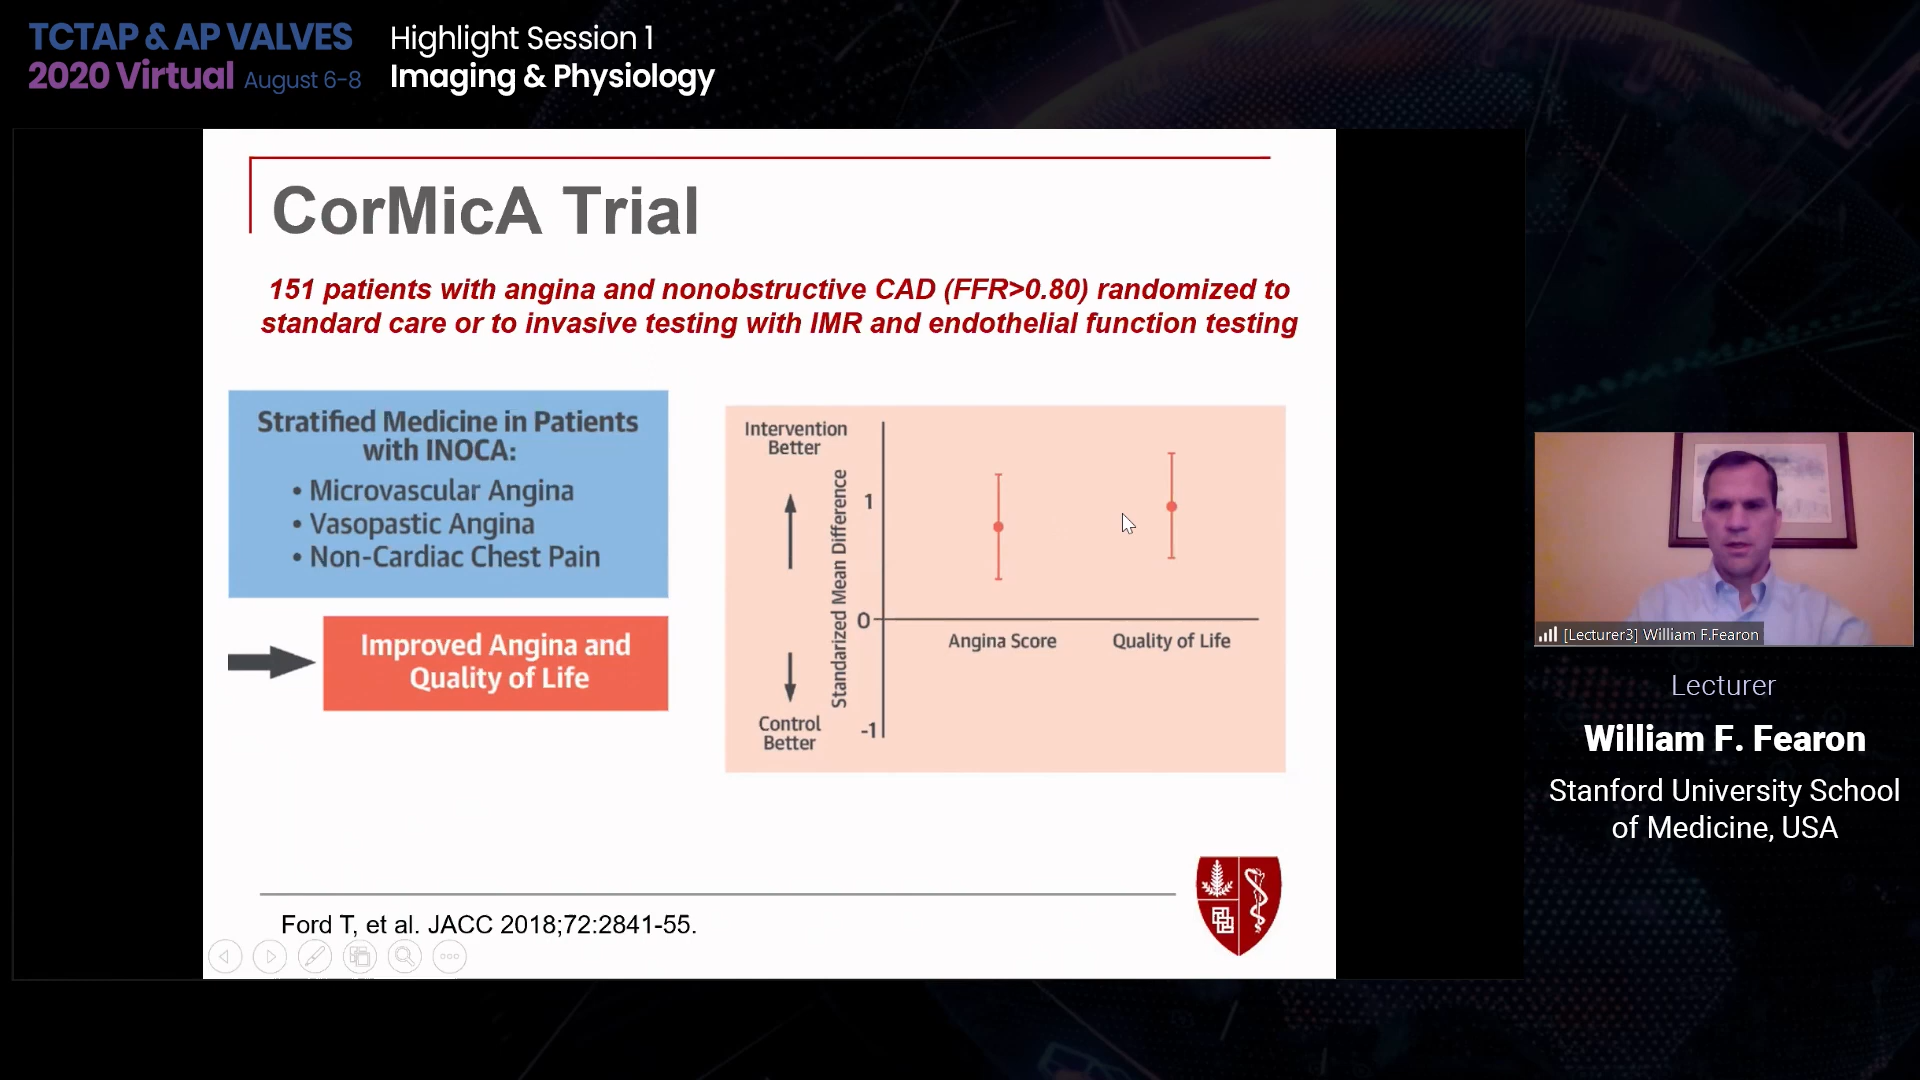 TCTAP & AP VALVES
2020 Virtual August 6-8
Highlight Session 1
Imaging & Physiology
CorMicA Trial
151 patients with angina and nonobstructive CAD (FFR>0.80) randomized to
standard care or to invasive testing with IMR and endothelial function testing
Stratified Medicine in Patients
with INOCA:
• Microvascular Angina
• Vasopastic Angina
• Non-Cardiac Chest Pain
Improved Angina and
Quality of Life
Intervention
Better
Standarized Mean Difference
1
0
-1
Control
Better
Angina Score
Quality of Life
Ford T, et al. JACC 2018;72:2841-55.
[Lecturer3] William F.Fearon
Lecturer
William F. Fearon
Stanford University School
of Medicine, USA